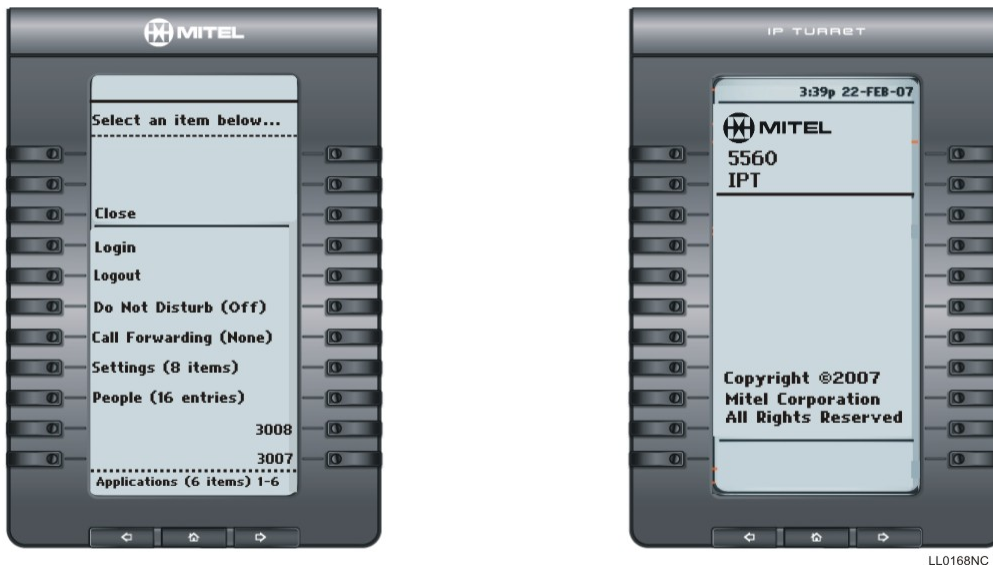 MITEL
Select an item below...
Close
Login
Logout
Do Not Disturb (Off)
Call Forwarding (None)
Settings (8 items)
People (16 entries)
3008
3007
Applications (6 items) 1-6
IP TURRET
3:39p 22-FEB-07
MITEL
5560
IPT
Copyright ©2007
Mitel Corporation
All Rights Reserved
LL0168NC